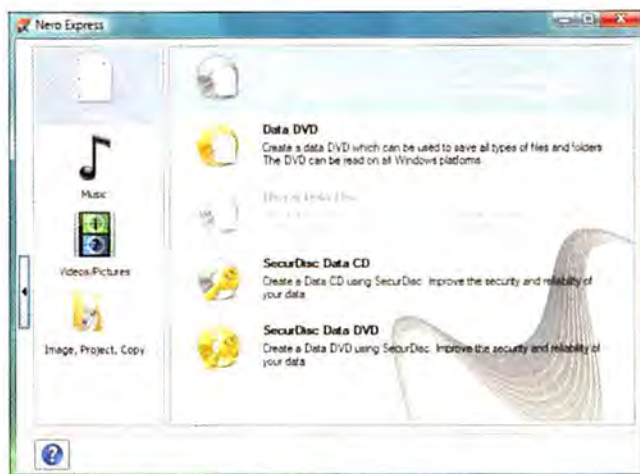 Nero Express
Data DVD
Create a data DVD which can be used to save all types of files and folders
The DVD can be read on all Windows platforms
Music
Videos/Pictures
SecurDisc Data CD
Create a Data CD using SecurDisc. Improve the security and reliability of
your data
Image, Project, Copy
SecurDisc Data DVD
Create a Data DVD using SecurDisc. Improve the security and reliability of
your data